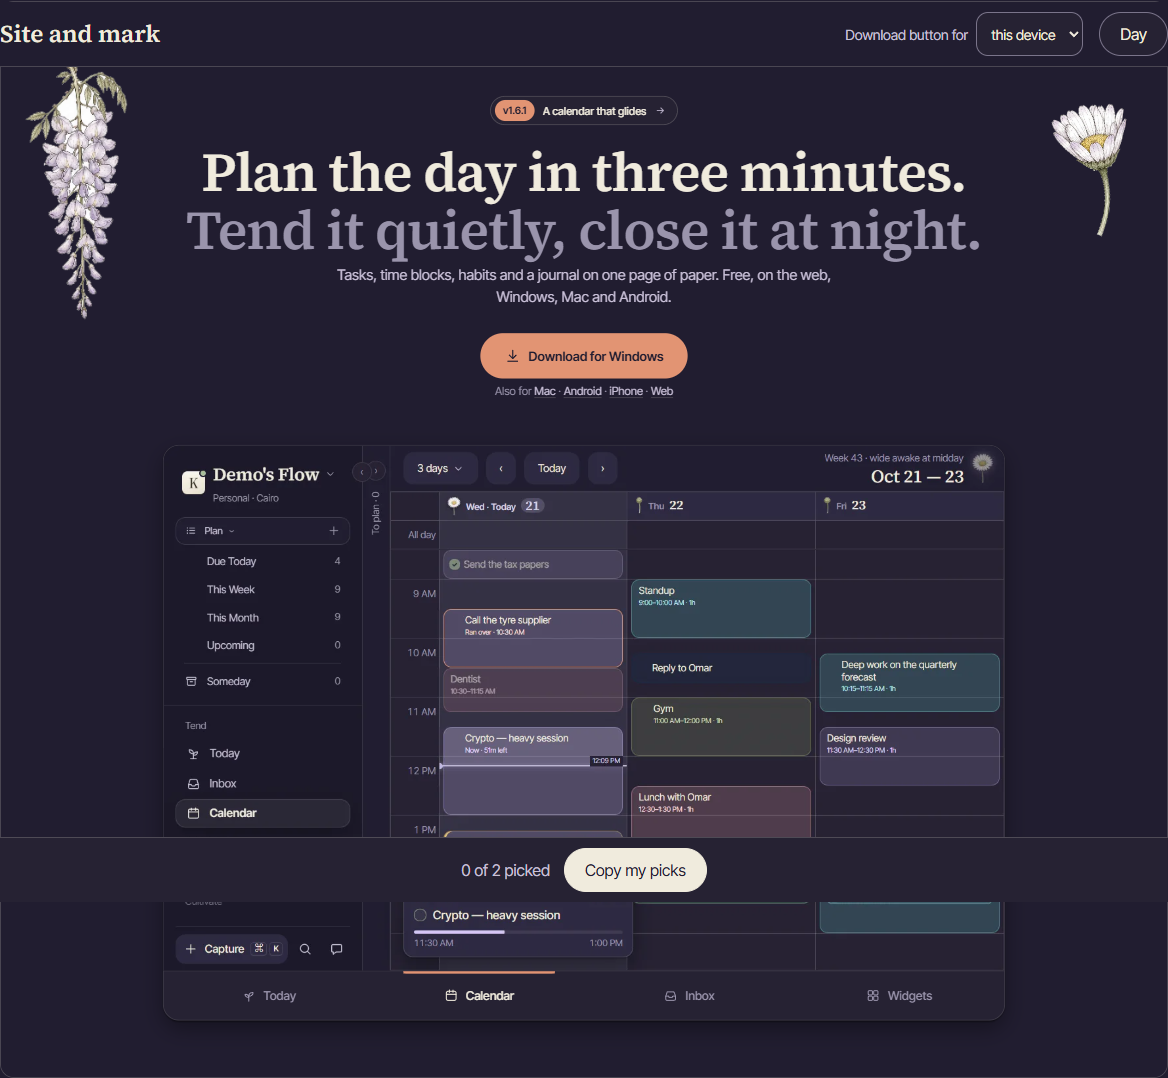 Site and mark
Download button for this device Day
v1.6.1 A calendar that glides →
Plan the day in three minutes.
Tend it quietly, close it at night.
Tasks, time blocks, habits and a journal on one page of paper. Free, on the web,
Windows, Mac and Android.
Download for Windows
Also for Mac · Android · iPhone · Web
K Demo's Flow
Personal · Cairo
Plan
Due Today 4
This Week 9
This Month 9
Upcoming 0
Someday 0
Tend
Today
Inbox
Calendar
To plan · 0
3 days ‹ Today ›
Week 43 · wide awake at midday
Oct 21 — 23
Wed · Today 21
Thu 22
Fri 23
All day
Send the tax papers
9 AM
Standup
9:00–10:00 AM · 1h
Call the tyre supplier
Ran over · 10:30 AM
10 AM
Reply to Omar
Deep work on the quarterly
forecast
10:15–11:15 AM · 1h
Dentist
10:30–11:15 AM
11 AM
Gym
11:00 AM–12:00 PM · 1h
Crypto — heavy session
Now · 51m left
Design review
11:30 AM–12:30 PM · 1h
12:09 PM
12 PM
Lunch with Omar
12:30–1:30 PM · 1h
1 PM
0 of 2 picked Copy my picks
Cultivate
Crypto — heavy session
11:30 AM 1:00 PM
Capture ⌘ K
Today
Calendar
Inbox
Widgets